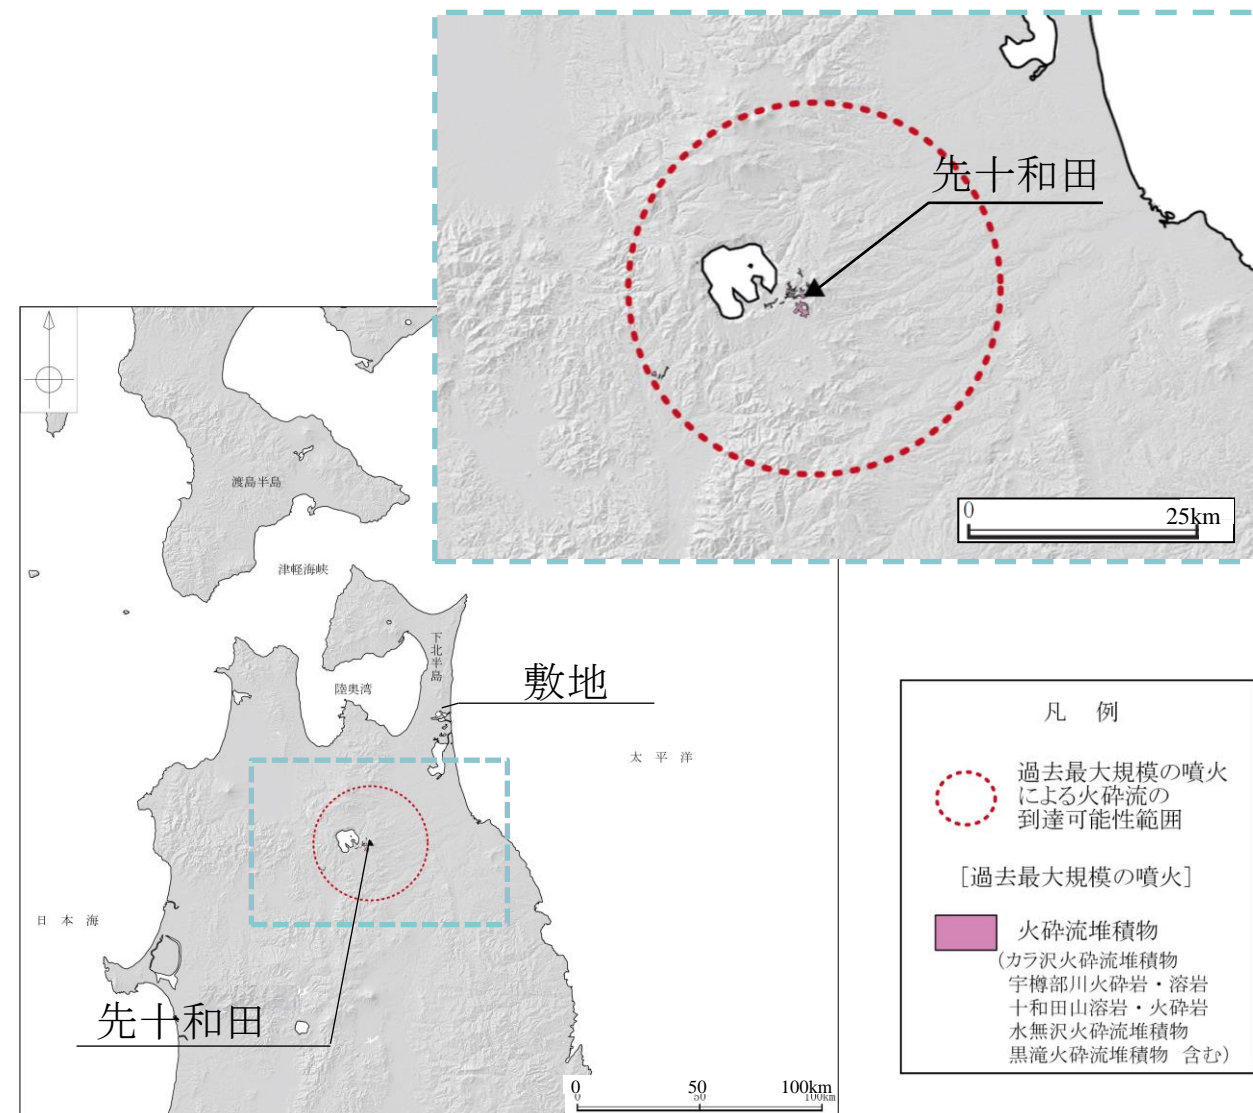 先十和田
0
25km
渡島半島
津軽海峡
下北半島
陸奥湾
敷地
太平洋
日本海
先十和田
0
50
100km
50
100km
凡例
過去最大規模の噴火
による火砕流の
到達可能性範囲
[過去最大規模の噴火]
火砕流堆積物
(カラ沢火砕流堆積物
宇樽部川火砕岩・溶岩
十和田山溶岩・火砕岩
水無沢火砕流堆積物
黒滝火砕流堆積物 含む)